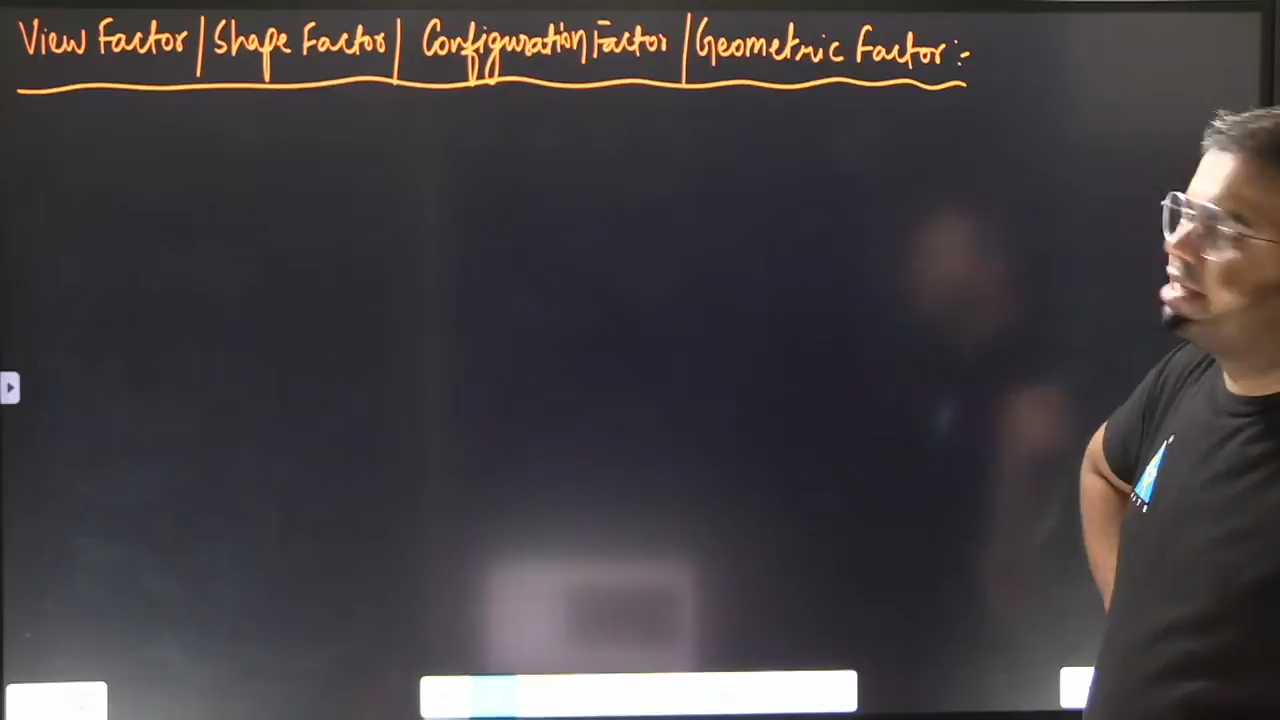 View Factor | Shape Factor | Configuration Factor | Geometric Factor :-